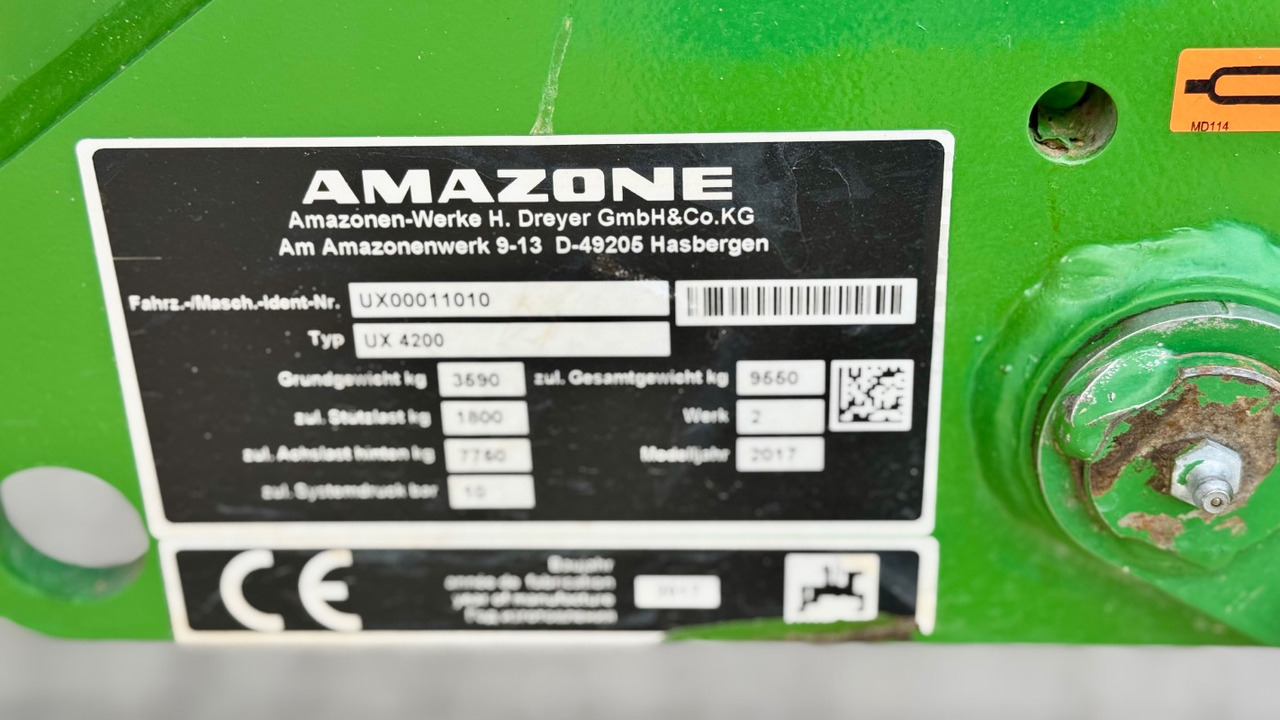 MD114
AMAZONE
Amazonen-Werke H. Dreyer GmbH&Co.KG
Am Amazonenwerk 9-13 D-49205 Hasbergen
Fahrz.-/Masch.-Ident-Nr. UX00011010
Typ UX 4200
Grundgewicht kg 3590 zul. Gesamtgewicht kg 9550
zul. Stützlast kg 1800 Werk 2
zul. Achslast hinten kg 7750 Modelljahr 2017
zul. Systemdruck bar 10
CE
Baujahr
année de fabrication
year of manufacture